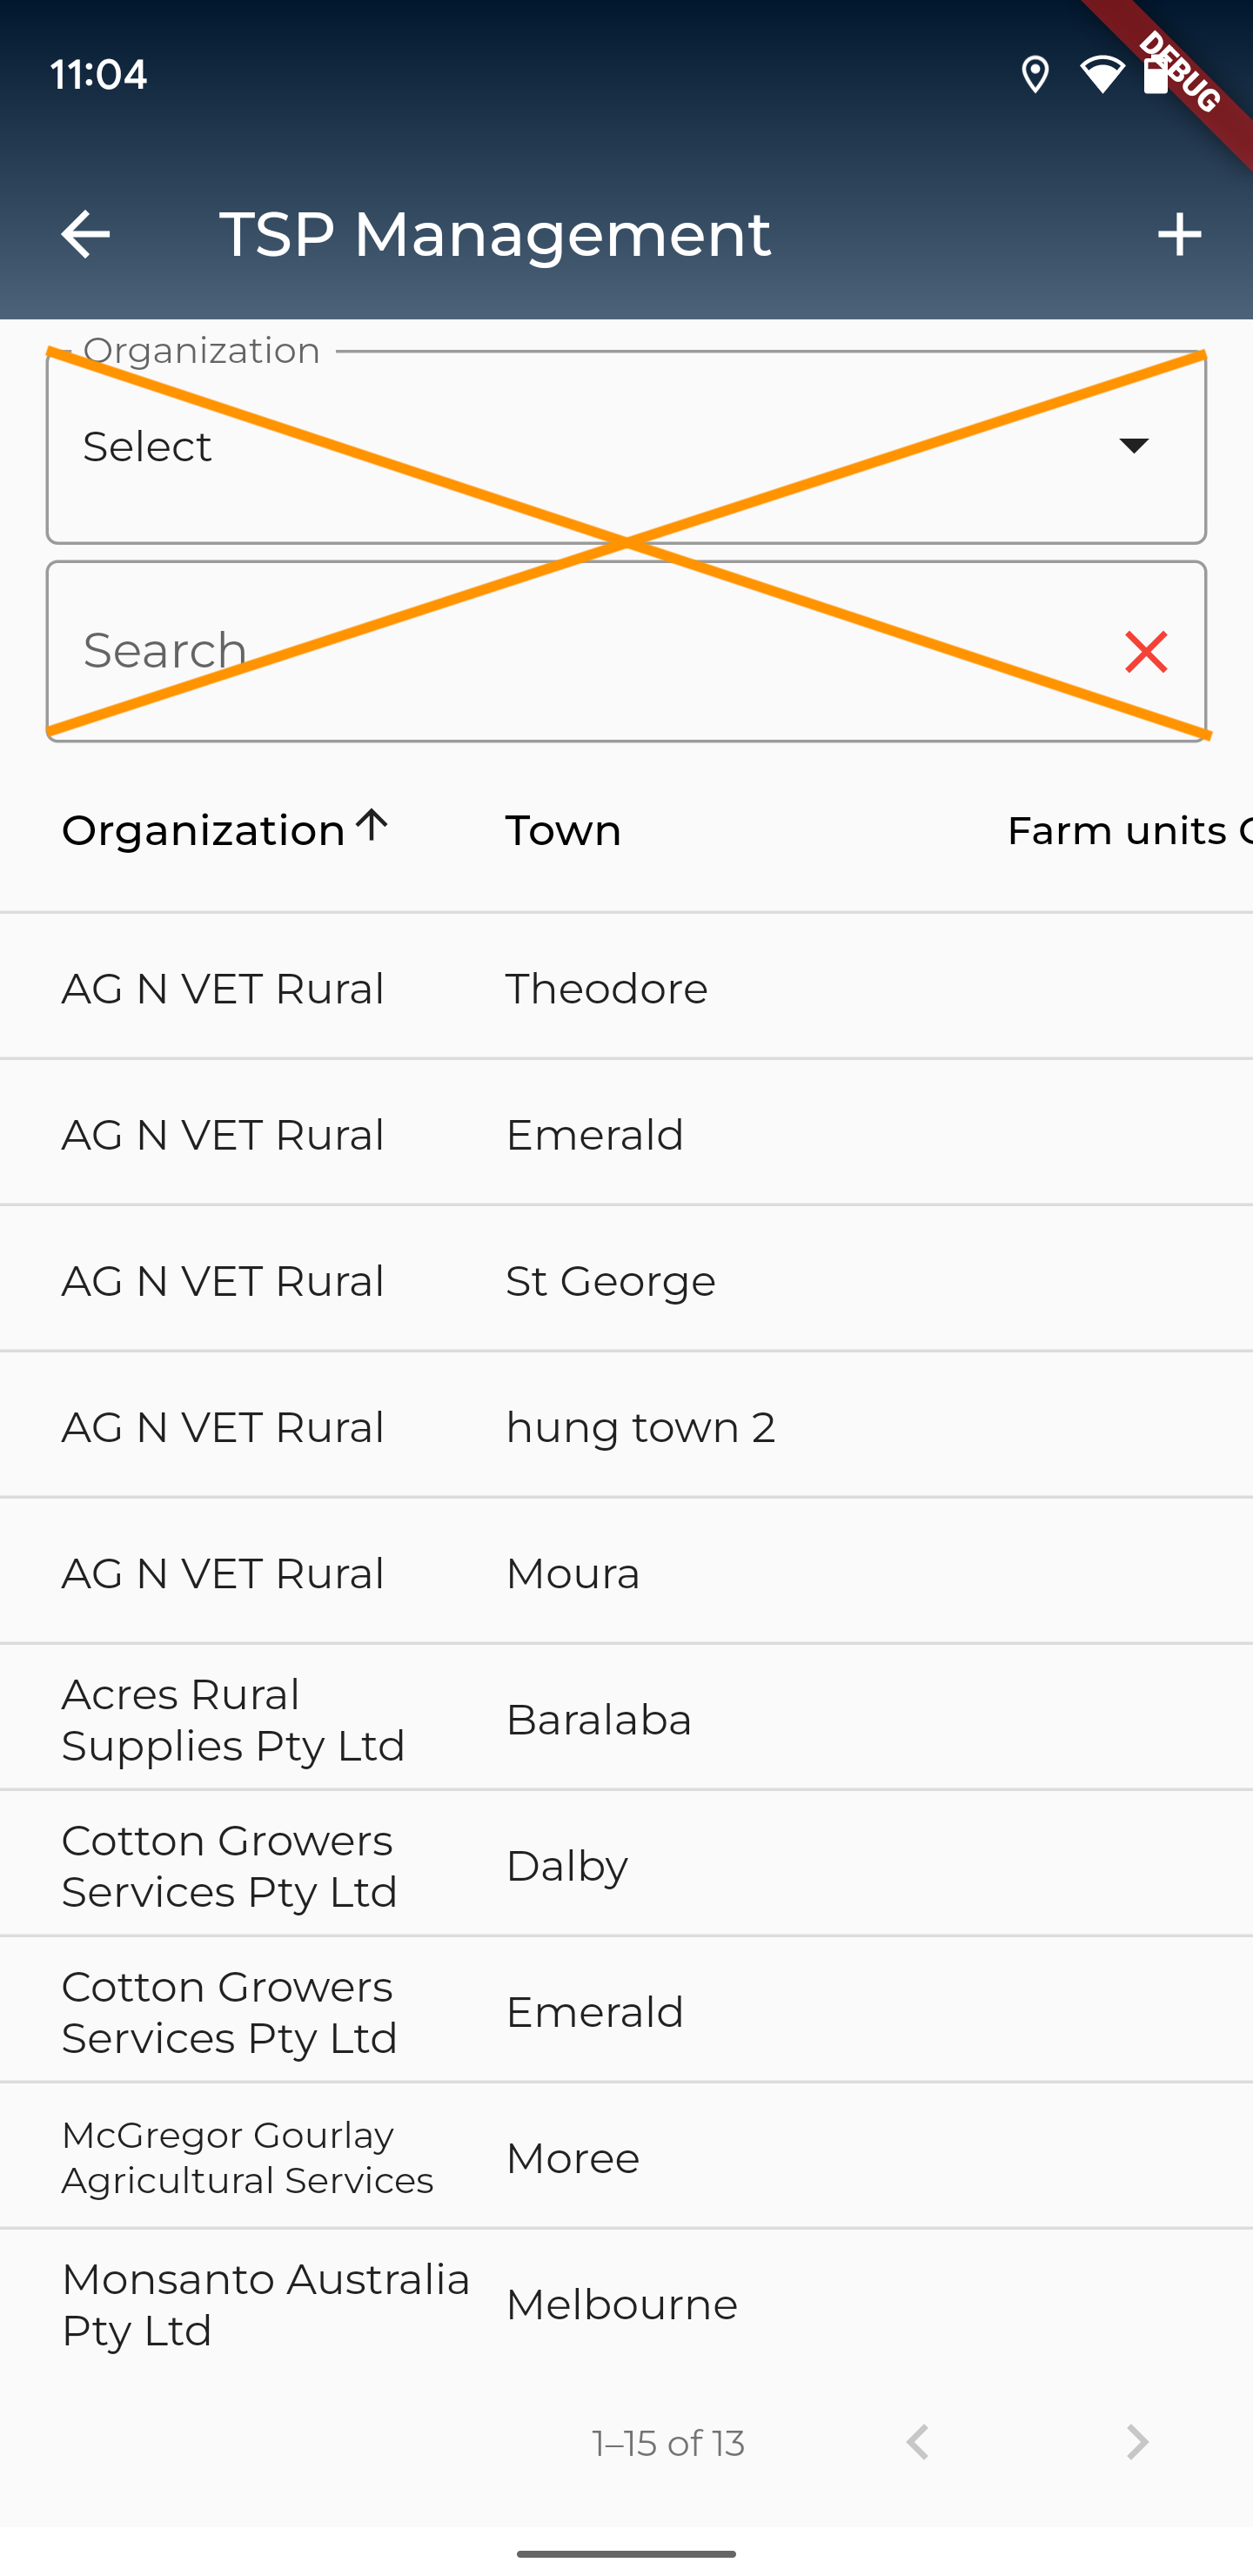 11:04
DEBUG
TSP Management
Organization
Select
Search
Organization Town Farm units
AG N VET Rural Theodore
AG N VET Rural Emerald
AG N VET Rural St George
AG N VET Rural hung town 2
AG N VET Rural Moura
Acres Rural
Supplies Pty Ltd
Baralaba
Cotton Growers
Services Pty Ltd
Dalby
Cotton Growers
Services Pty Ltd
Emerald
McGregor Gourlay
Agricultural Services
Moree
Monsanto Australia
Pty Ltd
Melbourne
1–15 of 13